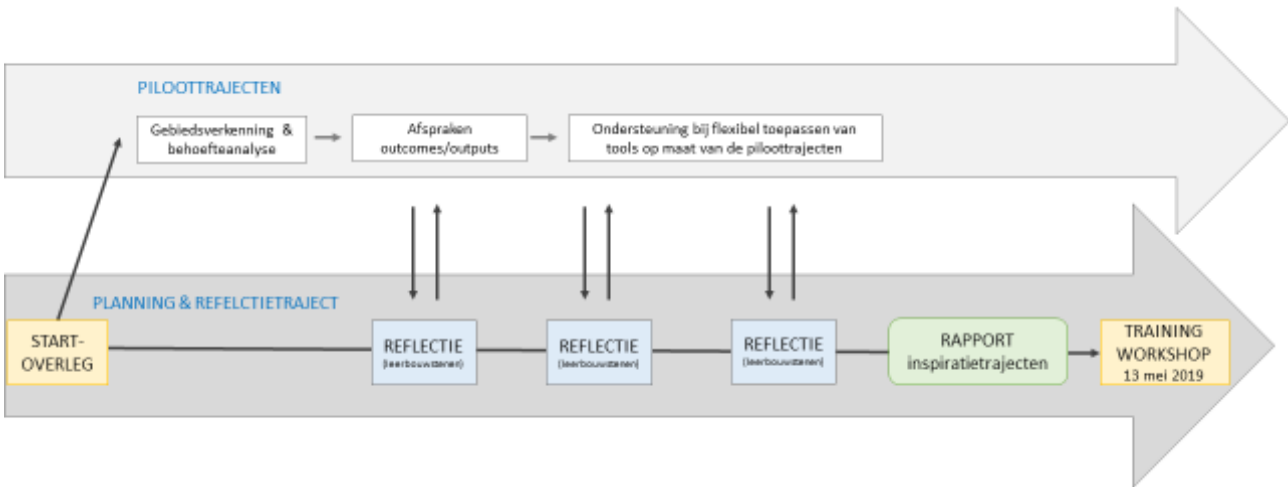 PILOOTTRAJECTEN
Gebiedsverkenning &
behoefteanalyse
Afspraken
outcomes/outputs
Ondersteuning bij flexibel toepassen van
tools op maat van de piloottrajecten
PLANNING & REFELCTIETRAJECT
START-
OVERLEG
REFLECTIE
(leerbouwstenen)
REFLECTIE
(leerbouwstenen)
REFLECTIE
(leerbouwstenen)
RAPPORT
inspiratietrajecten
TRAINING
WORKSHOP
13 mei 2019